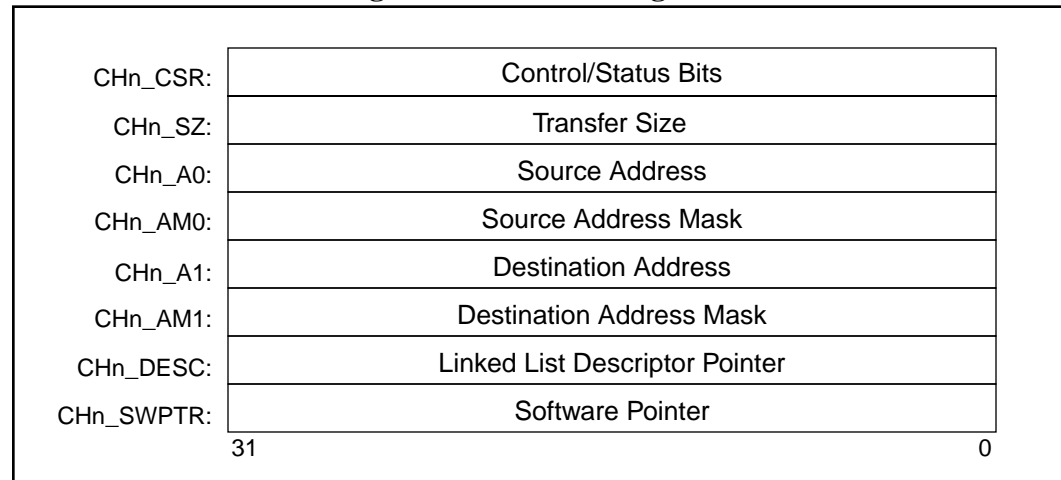 CHn_CSR: Control/Status Bits
CHn_SZ: Transfer Size
CHn_A0: Source Address
CHn_AM0: Source Address Mask
CHn_A1: Destination Address
CHn_AM1: Destination Address Mask
CHn_DESC: Linked List Descriptor Pointer
CHn_SWPTR: Software Pointer
31 0